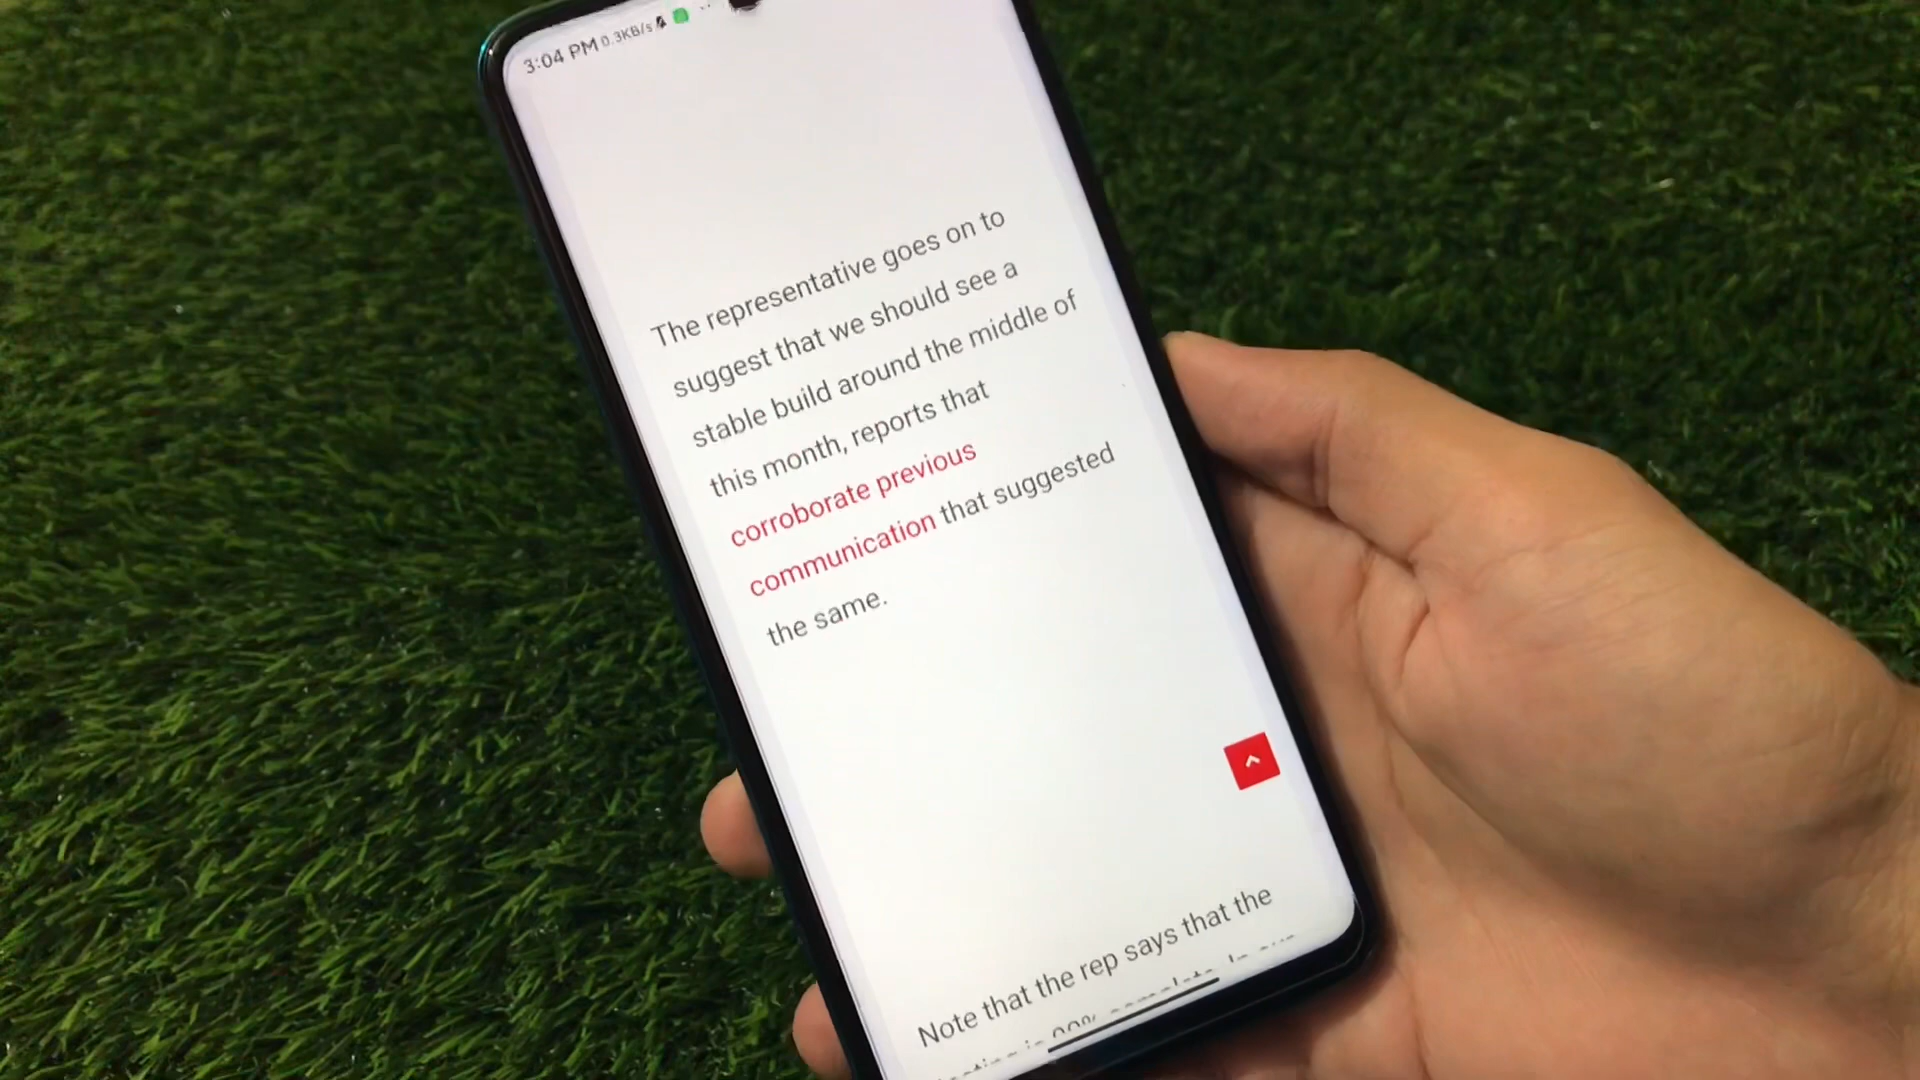 3:04 PM 0.3KB/s
The representative goes on to
suggest that we should see a
stable build around the middle of
this month, reports that
corroborate previous
communication that suggested
the same.
Note that the rep says that the